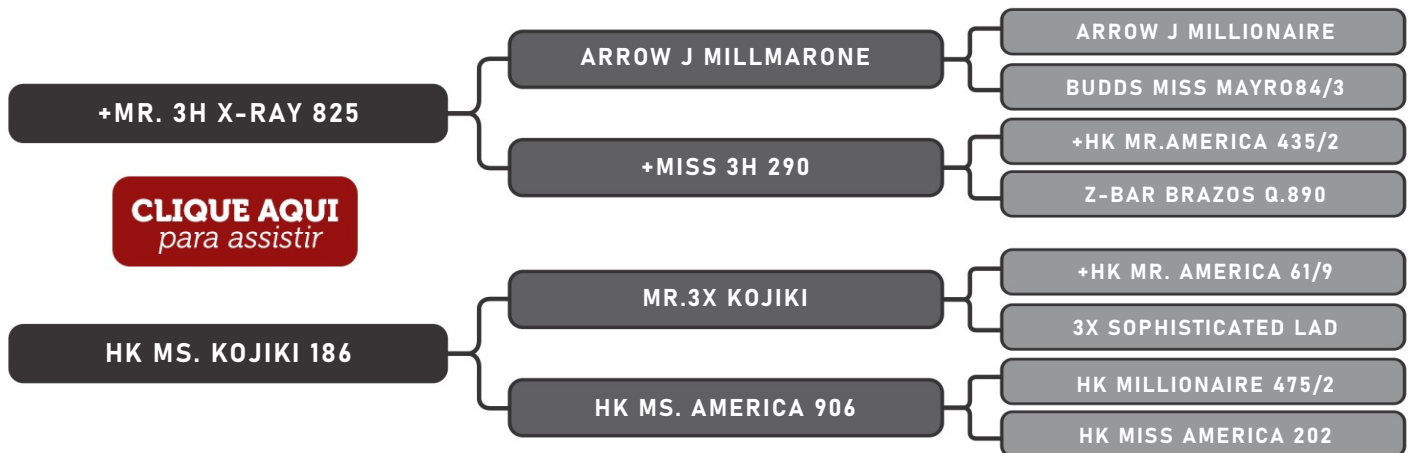 +MR. 3H X-RAY 825
ARROW J MILLMARONE
ARROW J MILLIONAIRE
BUDDS MISS MAYRO84/3
+MISS 3H 290
+HK MR.AMERICA 435/2
Z-BAR BRAZOS Q.890
CLIQUE AQUI
para assistir
HK MS. KOJIKI 186
MR.3X KOJIKI
+HK MR. AMERICA 61/9
3X SOPHISTICATED LAD
HK MS. AMERICA 906
HK MILLIONAIRE 475/2
HK MISS AMERICA 202